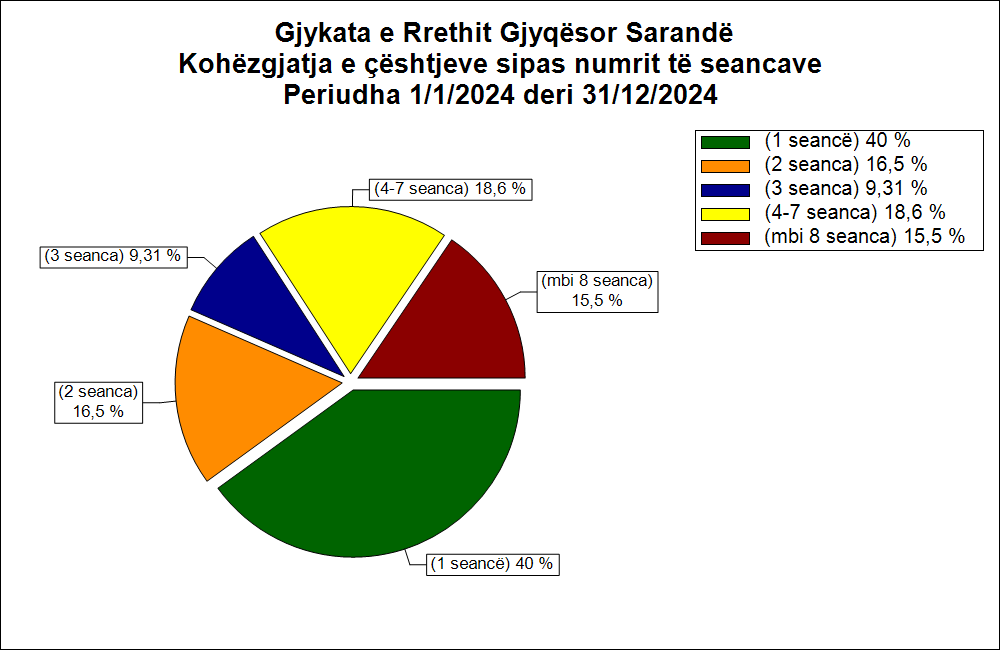 Gjykata e Rrethit Gjyqësor Sarandë
Kohëzgjatja e çështjeve sipas numrit të seancave
Periudha 1/1/2024 deri 31/12/2024
(1 seancë) 40 %
(2 seanca) 16,5 %
(3 seanca) 9,31 %
(4-7 seanca) 18,6 %
(mbi 8 seanca) 15,5 %
(4-7 seanca) 18,6 %
(3 seanca) 9,31 %
(mbi 8 seanca)
15,5 %
(2 seanca)
16,5 %
(1 seancë) 40 %